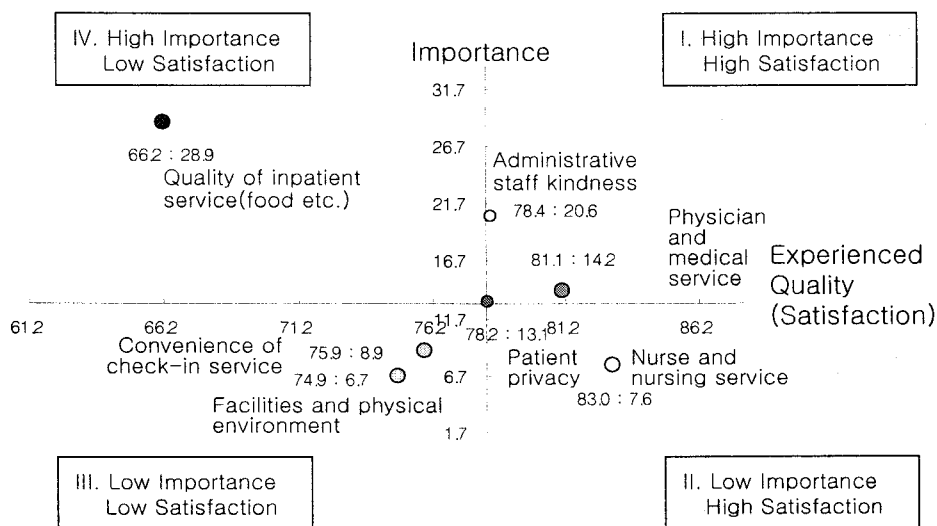 IV. High Importance
Low Satisfaction
I. High Importance
High Satisfaction
Importance
31.7
26.7
21.7
16.7
11.7
6.7
1.7
61.2
66.2
71.2
76.2
81.2
86.2
66.2 : 28.9
Quality of inpatient
service(food etc.)
Administrative
staff kindness
78.4 : 20.6
Physician
and
medical
service
81.1 : 14.2
Experienced
Quality
(Satisfaction)
78.2 : 13.1
Patient
privacy
Convenience of
check-in service
75.9 : 8.9
74.9 : 6.7
Facilities and physical
environment
Nurse and
nursing service
83.0 : 7.6
III. Low Importance
Low Satisfaction
II. Low Importance
High Satisfaction